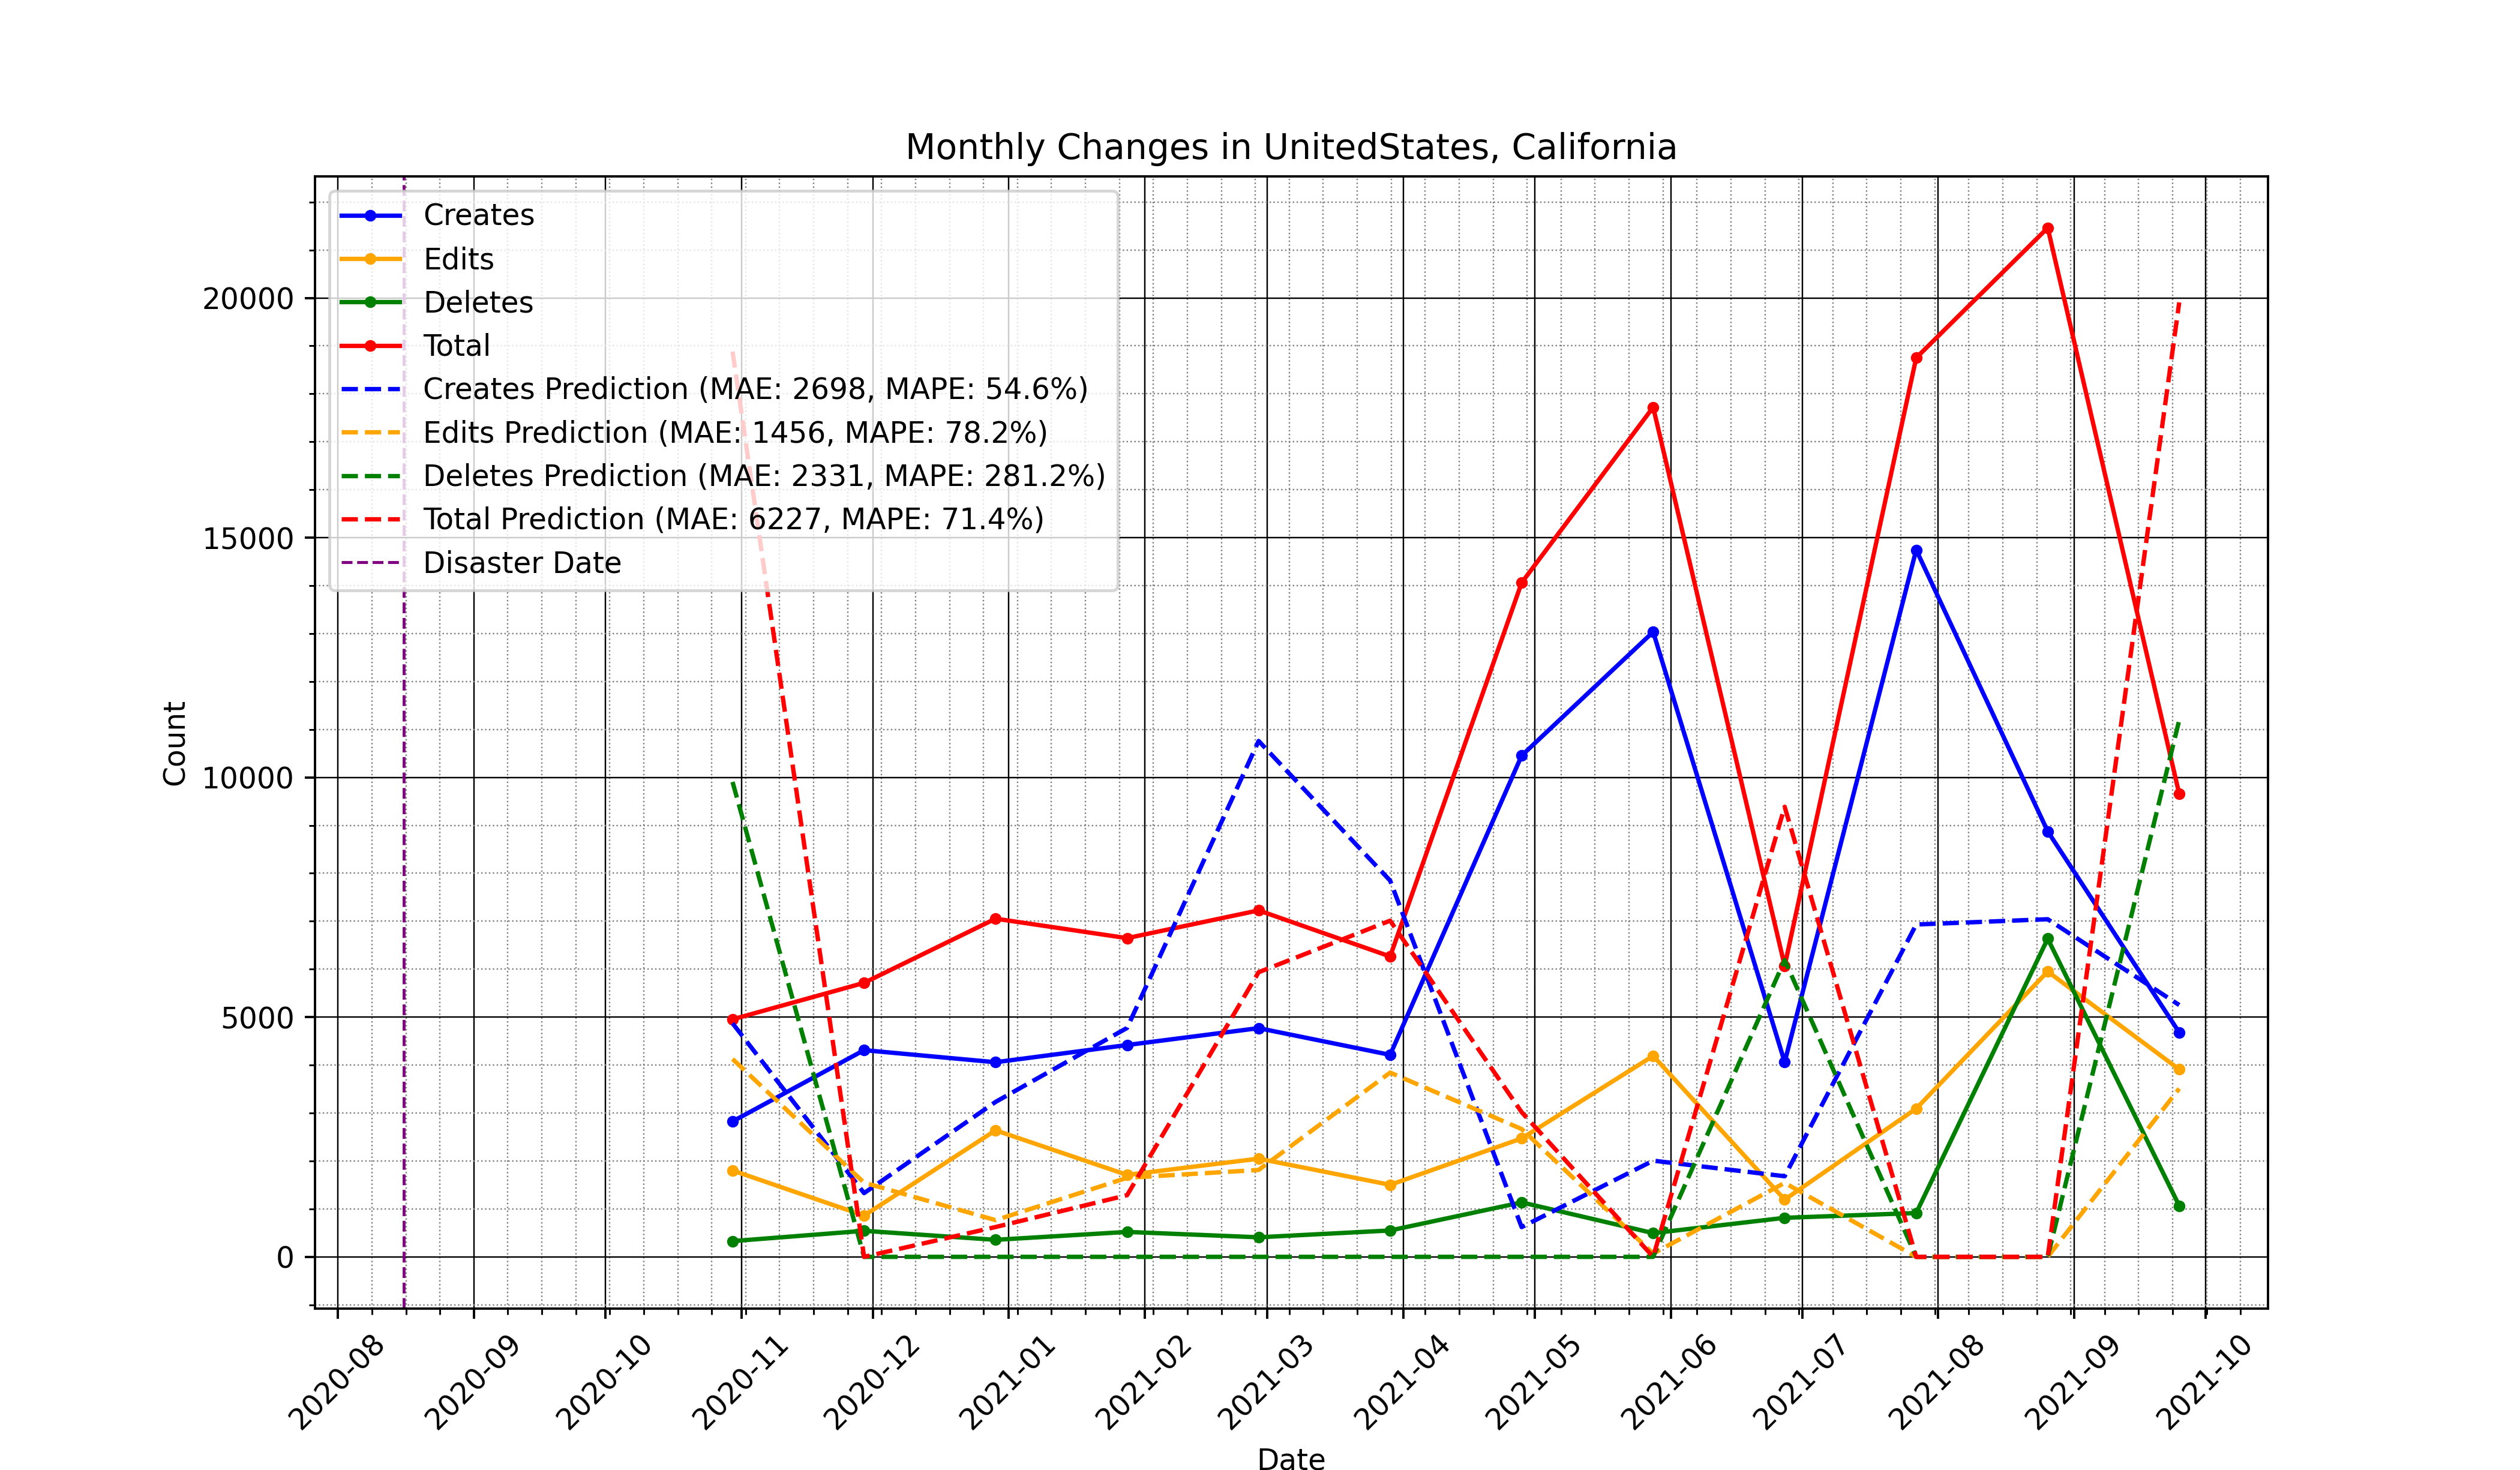 Monthly Changes in UnitedStates, California
Creates
Edits
Deletes
Total
Creates Prediction (MAE: 2698, MAPE: 54.6%)
Edits Prediction (MAE: 1456, MAPE: 78.2%)
Deletes Prediction (MAE: 2331, MAPE: 281.2%)
Total Prediction (MAE: 6227, MAPE: 71.4%)
Disaster Date
Count
20000
15000
10000
5000
0
2020-08
2020-09
2020-10
2020-11
2020-12
2021-01
2021-02
2021-03
2021-04
2021-05
2021-06
2021-07
2021-08
2021-09
2021-10
Date